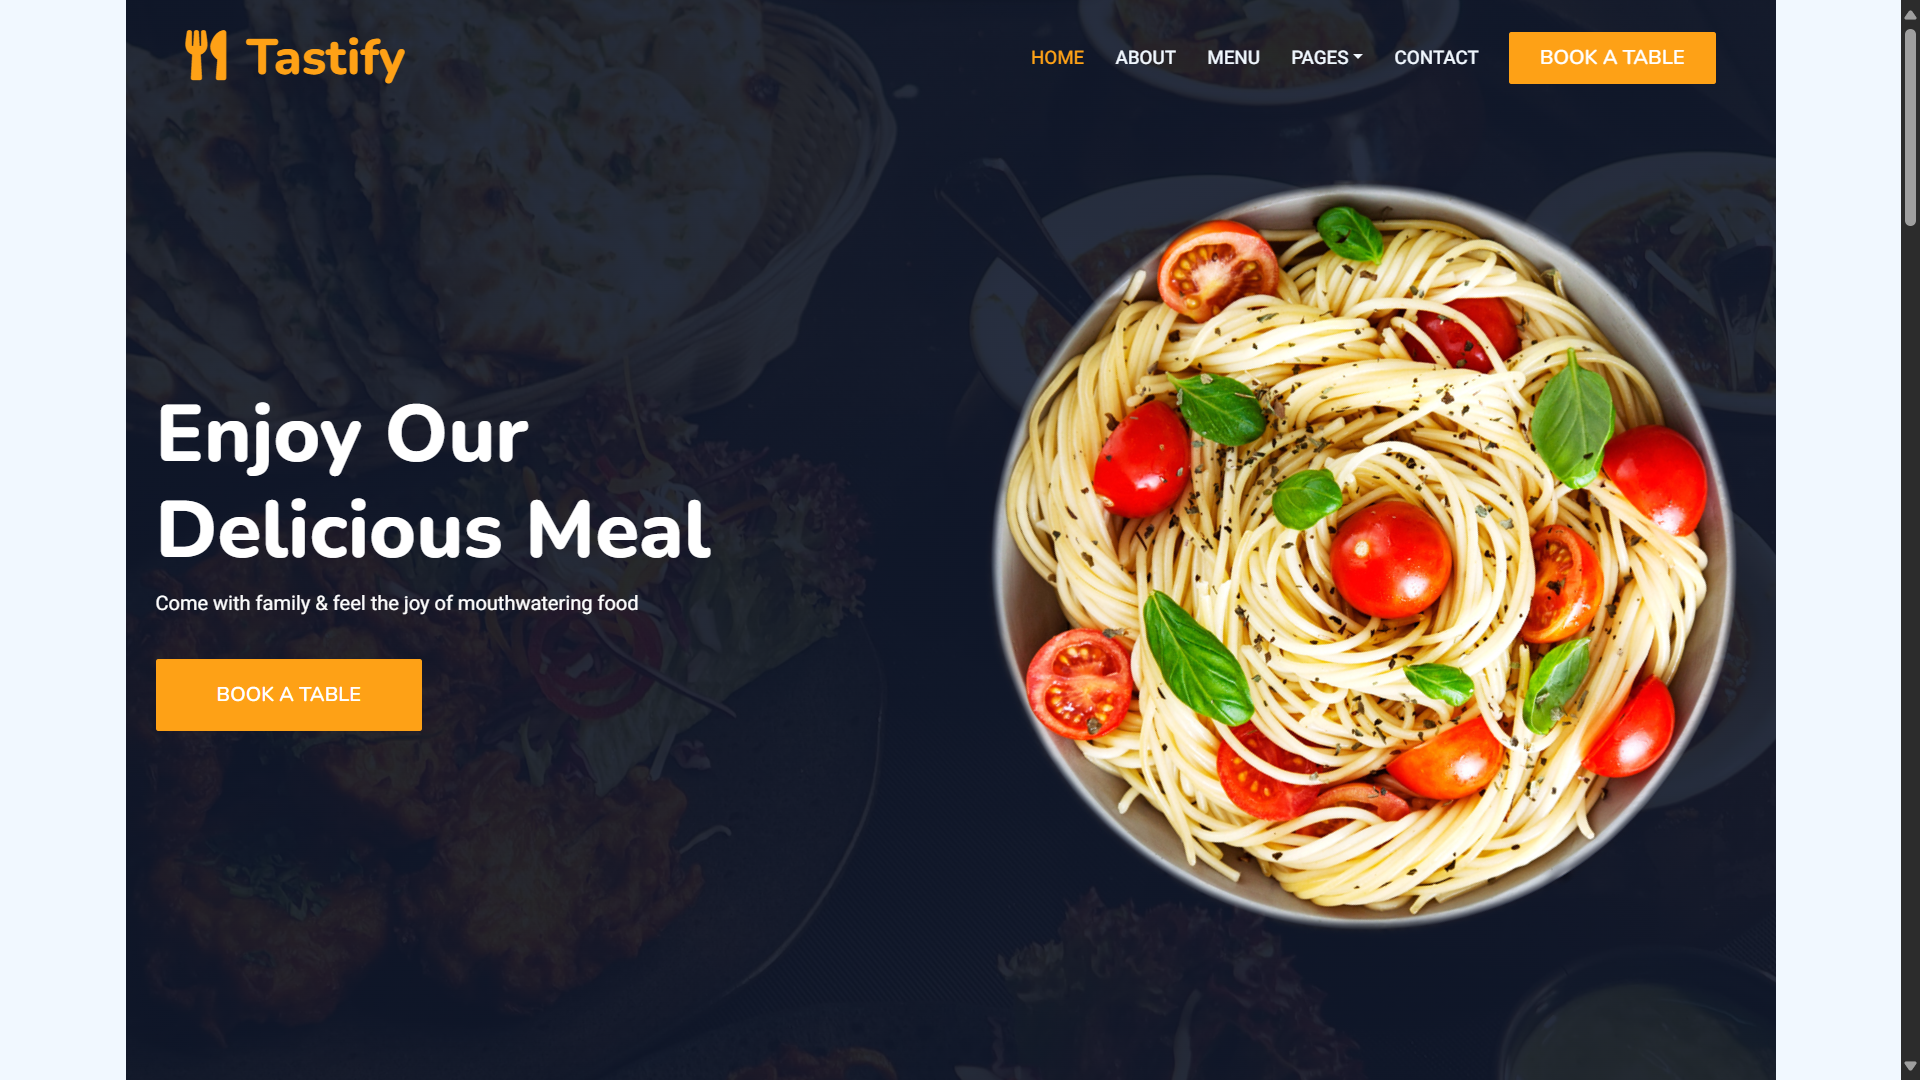 Tastify
HOME ABOUT MENU PAGES CONTACT BOOK A TABLE
Enjoy Our
Delicious Meal
Come with family & feel the joy of mouthwatering food
BOOK A TABLE